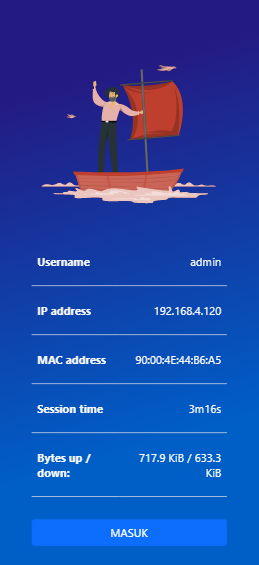 Username admin
IP address 192.168.4.120
MAC address 90:00:4E:44:B6:A5
Session time 3m16s
Bytes up / 717.9 KiB / 633.3
down: KiB
MASUK